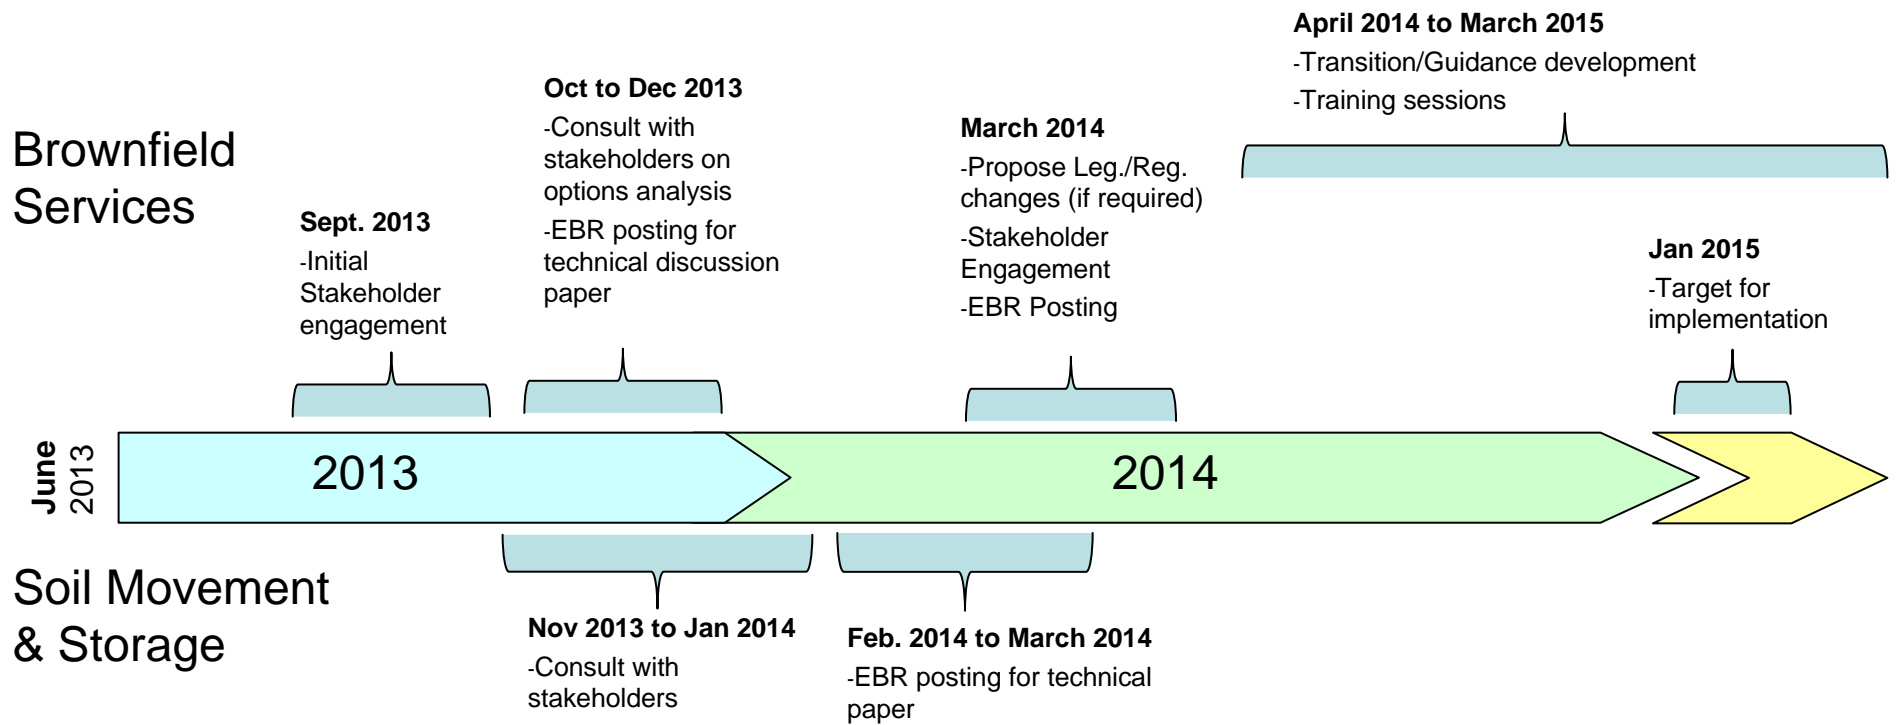 Brownfield
Services
Sept. 2013
-Initial
Stakeholder
engagement
Oct to Dec 2013
-Consult with
stakeholders on
options analysis
-EBR posting for
technical discussion
paper
March 2014
-Propose Leg./Reg.
changes (if required)
-Stakeholder
Engagement
-EBR Posting
April 2014 to March 2015
-Transition/Guidance development
-Training sessions
Jan 2015
-Target for
implementation
June
2013
2013
2014
Soil Movement
& Storage
Nov 2013 to Jan 2014
-Consult with
stakeholders
Feb. 2014 to March 2014
-EBR posting for technical
paper